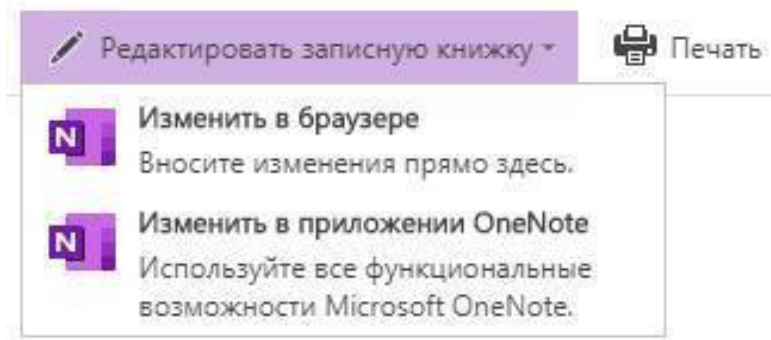 Редактировать записную книжку Печать
N Изменить в браузере
Вносите изменения прямо здесь.
N Изменить в приложении OneNote
Используйте все функциональные
возможности Microsoft OneNote.